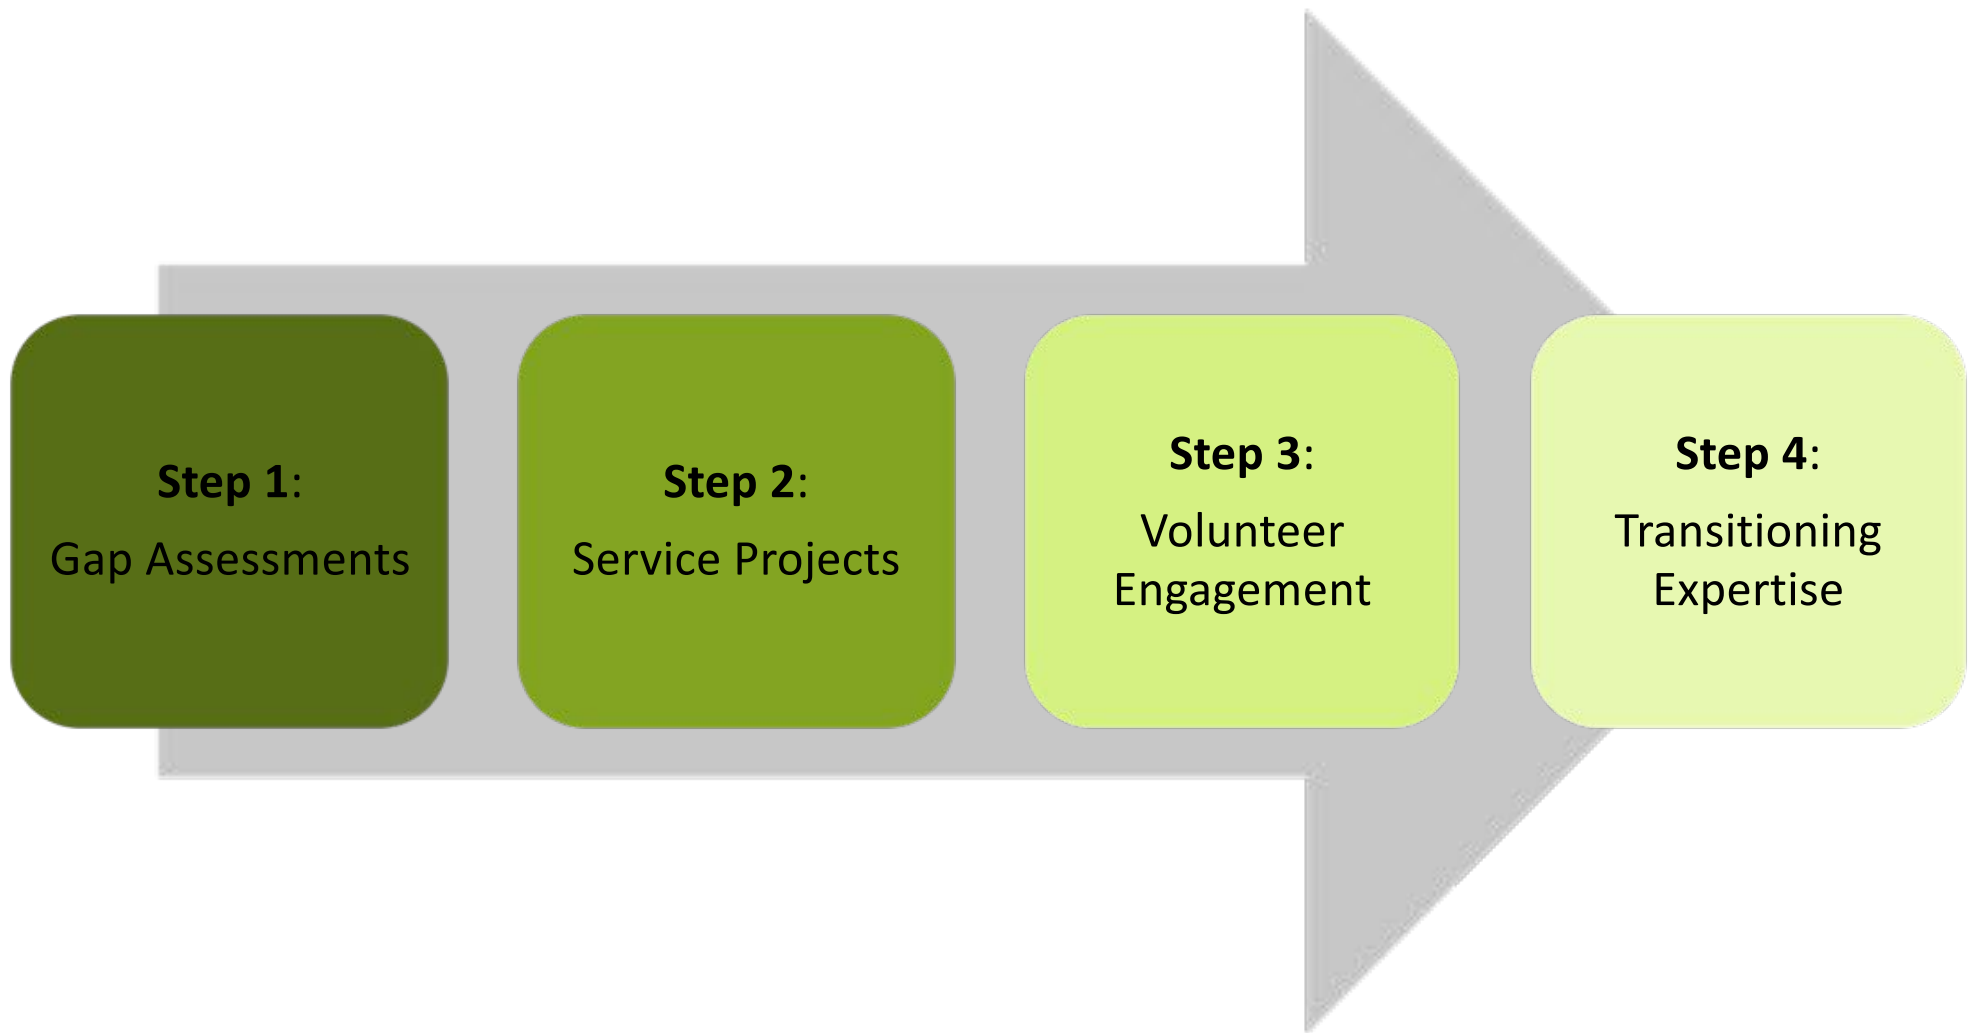 Step 1:
Gap Assessments
Step 2:
Service Projects
Step 3:
Volunteer
Engagement
Step 4:
Transitioning
Expertise